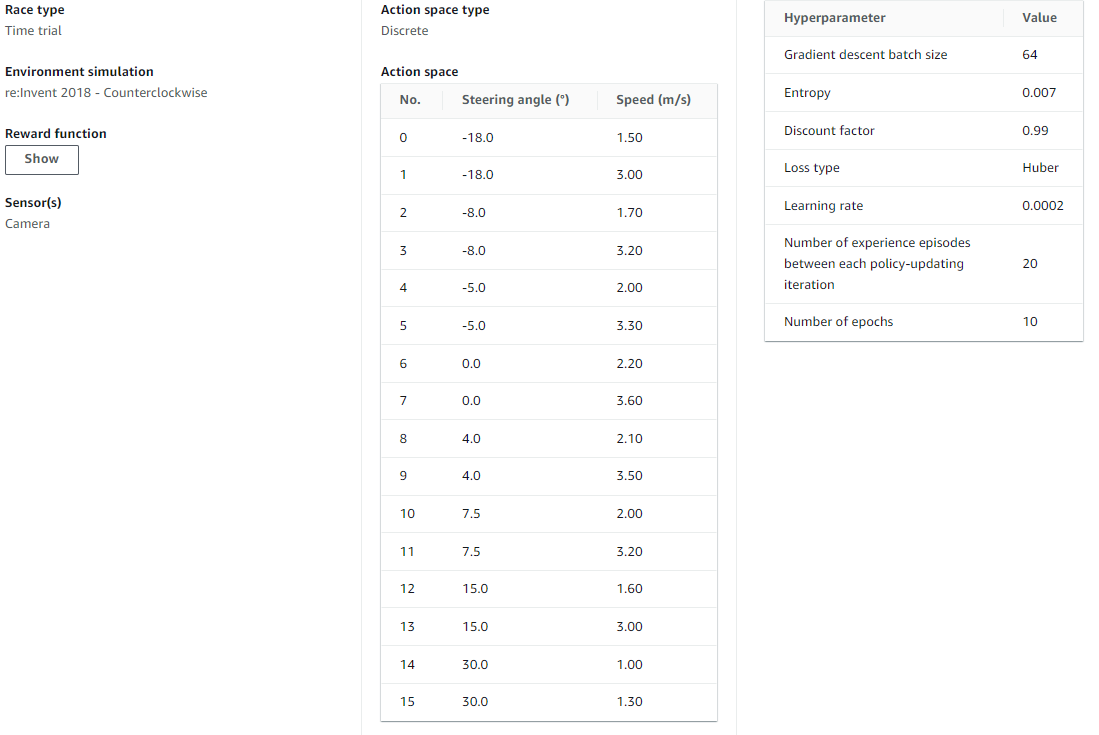 Race type
Time trial
Environment simulation
re:Invent 2018 - Counterclockwise
Reward function
Show
Sensor(s)
Camera
Action space type
Discrete
Action space
No. Steering angle (°) Speed (m/s)
0 -18.0 1.50
1 -18.0 3.00
2 -8.0 1.70
3 -8.0 3.20
4 -5.0 2.00
5 -5.0 3.30
6 0.0 2.20
7 0.0 3.60
8 4.0 2.10
9 4.0 3.50
10 7.5 2.00
11 7.5 3.20
12 15.0 1.60
13 15.0 3.00
14 30.0 1.00
15 30.0 1.30
Hyperparameter Value
Gradient descent batch size 64
Entropy 0.007
Discount factor 0.99
Loss type Huber
Learning rate 0.0002
Number of experience episodes
between each policy-updating 20
iteration
Number of epochs 10